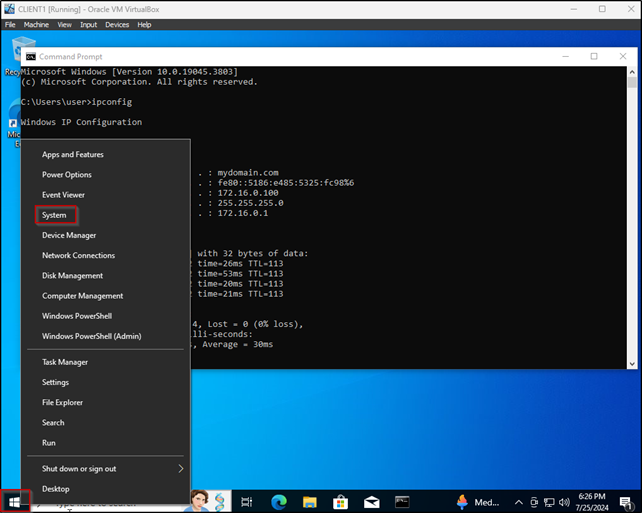 CLIENT1 [Running] - Oracle VM VirtualBox
File Machine View Input Devices Help
Command Prompt
Microsoft Windows [Version 10.0.19045.3803]
(c) Microsoft Corporation. All rights reserved.
C:\Users\user>ipconfig
Windows IP Configuration
. : mydomain.com
. : fe80::5186:e485:5325:fc98%6
. : 172.16.0.100
. : 255.255.255.0
. : 172.16.0.1
with 32 bytes of data:
time=26ms TTL=113
time=53ms TTL=113
time=20ms TTL=113
time=21ms TTL=113
4, Lost = 0 (0% loss),
lli-seconds:
, Average = 30ms
Apps and Features
Power Options
Event Viewer
System
Device Manager
Network Connections
Disk Management
Computer Management
Windows PowerShell
Windows PowerShell (Admin)
Task Manager
Settings
File Explorer
Search
Run
Shut down or sign out
Desktop
Med...
6:26 PM
7/25/2024